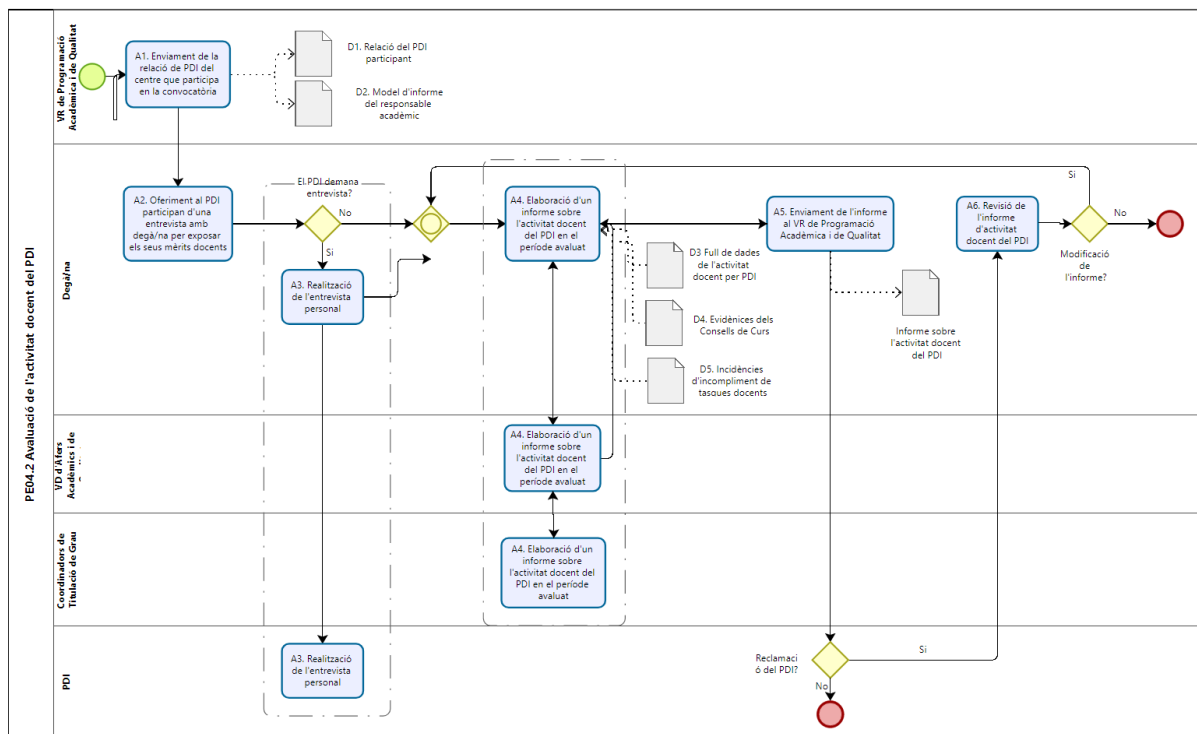 PE04.2 Avaluació de l'activitat docent del PDI
VR de Programació
Acadèmica i de Qualitat
A1. Enviament de la
relació de PDI del
centre que participa
en la convocatòria
D1. Relació del PDI
participant
D2. Model d'informe
del responsable
acadèmic
Degà/na
A2. Oferiment al PDI
participan d'una
entrevista amb
degà/na per exposar
els seus mèrits docents
El PDI demana
entrevista?
No
Si
A3. Realització
de l'entrevista
personal
A4. Elaboració d'un
informe sobre
l'activitat docent
del PDI en el
període avaluat
D3 Full de dades
de l'activitat
docent per PDI
D4. Evidènices dels
Consells de Curs
D5. Incidències
d'incompliment de
tasques docents
A5. Enviament de l'informe
al VR de Programació
Acadèmica i de Qualitat
Informe sobre
l'activitat docent
del PDI
A6. Revisió de
l'informe
d'activitat
docent del PDI
Si
No
Modificació
de
l'informe?
VD d'Afers
Acadèmics i de
A4. Elaboració d'un
informe sobre
l'activitat docent
del PDI en el
període avaluat
Coordinadors de
Titulació de Grau
A4. Elaboració d'un
informe sobre
l'activitat docent del
PDI en el període
avaluat
PDI
A3. Realització
de l'entrevista
personal
Reclamaci
ó del PDI?
Si
No